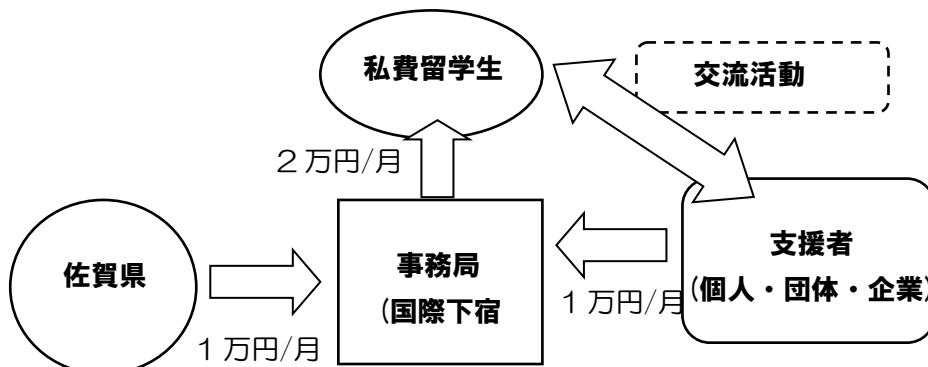 私費留学生
交流活動
２万円/月
佐賀県
事務局
(国際下宿
支援者
(個人・団体・企業)
１万円/月
１万円/月